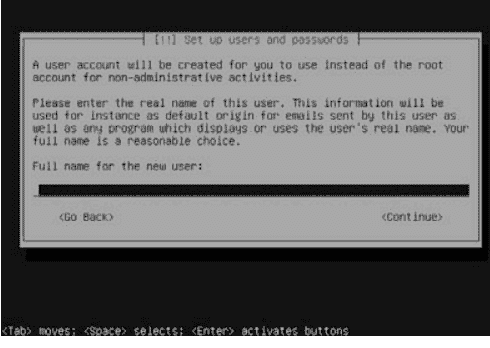 [!!] Set up users and passwords
A user account will be created for you to use instead of the root
account for non-administrative activities.
Please enter the real name of this user. This information will be
used for instance as default origin for emails sent by this user as
well as any program which displays or uses the user's real name. Your
full name is a reasonable choice.
Full name for the new user:
<Go Back> <Continue>
<Tab> moves; <Space> selects; <Enter> activates buttons